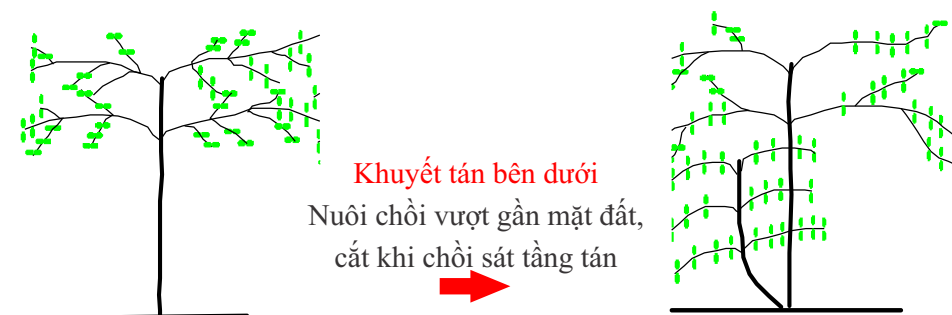 Khuyết tán bên dưới
Nuôi chồi vượt gần mặt đất,
cắt khi chồi sát tầng tán